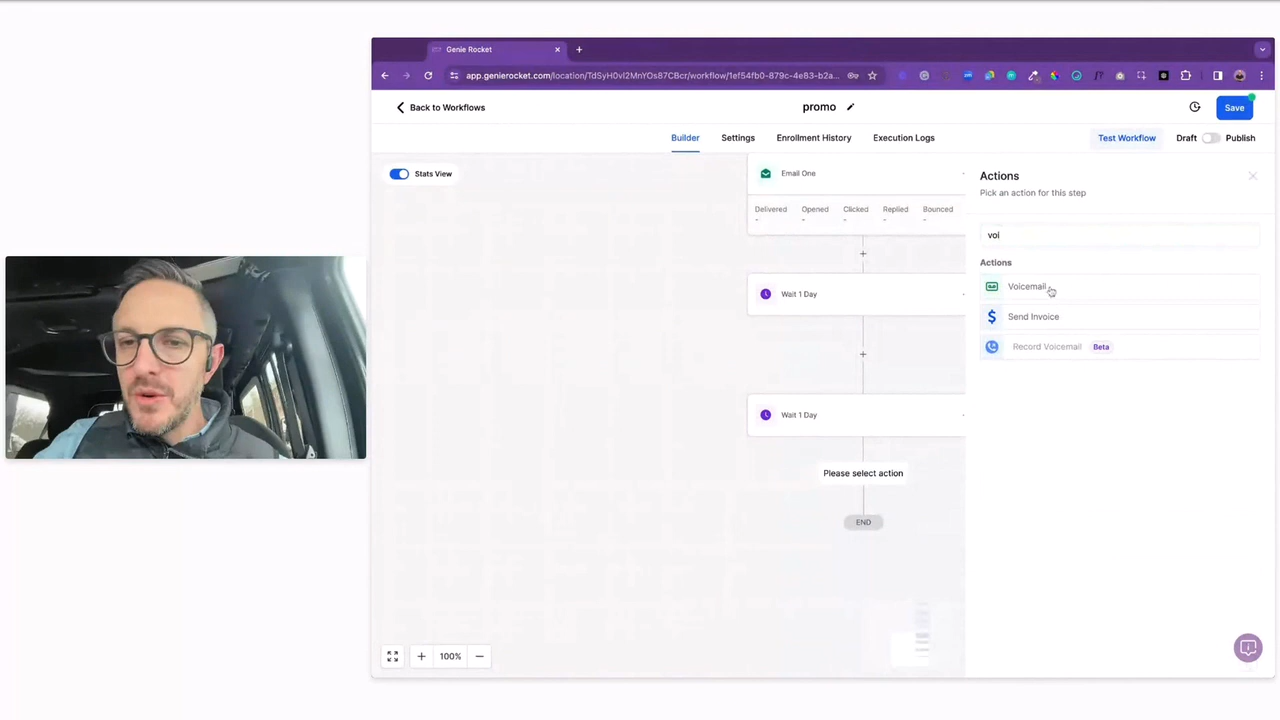 Genie Rocket
app.genierocket.com/location/TdSyH0vI2MnYOs87CBcr/workflow/1ef54fb0-879c-4e83-b2a...
Back to Workflows
promo
Save
Builder
Settings
Enrollment History
Execution Logs
Test Workflow
Draft
Publish
Stats View
Email One
Delivered
Opened
Clicked
Replied
Bounced
-
-
-
-
-
Wait 1 Day
Wait 1 Day
Please select action
END
100%
Actions
Pick an action for this step
voi
Actions
Voicemail
Send Invoice
Record Voicemail
Beta